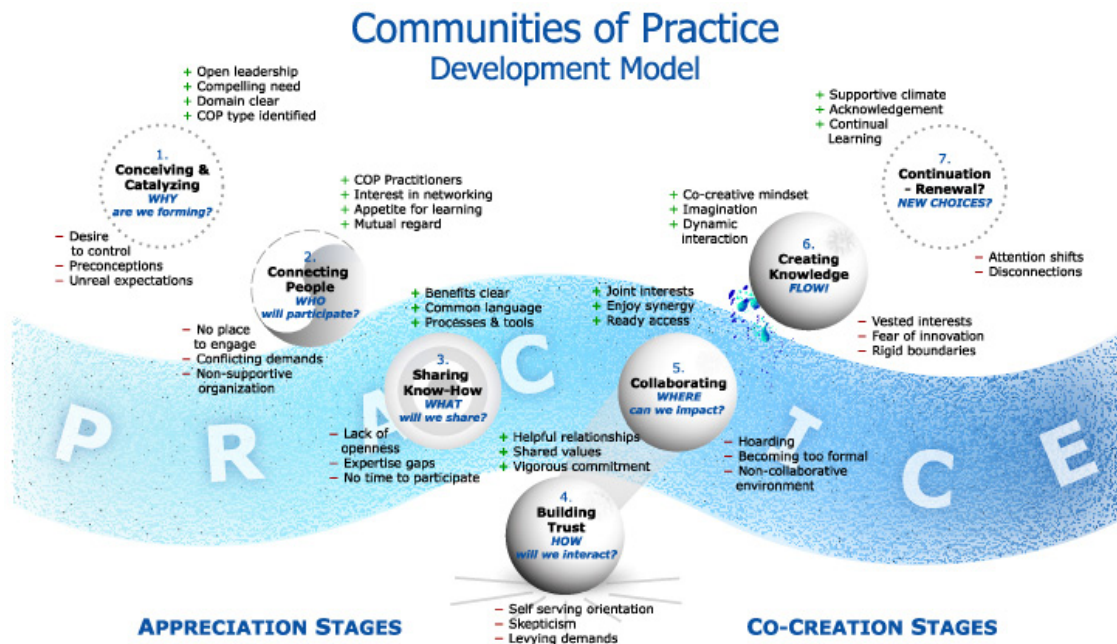 Communities of Practice
Development Model
+ Open leadership
+ Compelling need
+ Domain clear
+ COP type identified
1.
Conceiving &
Catalyzing
WHY
are we forming?
− Desire
to control
− Preconceptions
− Unreal expectations
+ COP Practitioners
+ Interest in networking
+ Appetite for learning
+ Mutual regard
2.
Connecting
People
WHO
will participate?
− No place
to engage
− Conflicting demands
− Non-supportive
organization
+ Benefits clear
+ Common language
+ Processes & tools
3.
Sharing
Know-How
WHAT
will we share?
− Lack of
openness
− Expertise gaps
− No time to participate
+ Helpful relationships
+ Shared values
+ Vigorous commitment
4.
Building
Trust
HOW
will we interact?
− Self serving orientation
− Skepticism
− Levying demands
+ Joint interests
+ Enjoy synergy
+ Ready access
5.
Collaborating
WHERE
can we impact?
− Hoarding
− Becoming too formal
− Non-collaborative
environment
+ Co-creative mindset
+ Imagination
+ Dynamic
interaction
6.
Creating
Knowledge
FLOW!
− Vested interests
− Fear of innovation
− Rigid boundaries
+ Supportive climate
+ Acknowledgement
+ Continual
Learning
7.
Continuation
- Renewal?
NEW CHOICES?
− Attention shifts
− Disconnections
PRACTICE
APPRECIATION STAGES
CO-CREATION STAGES